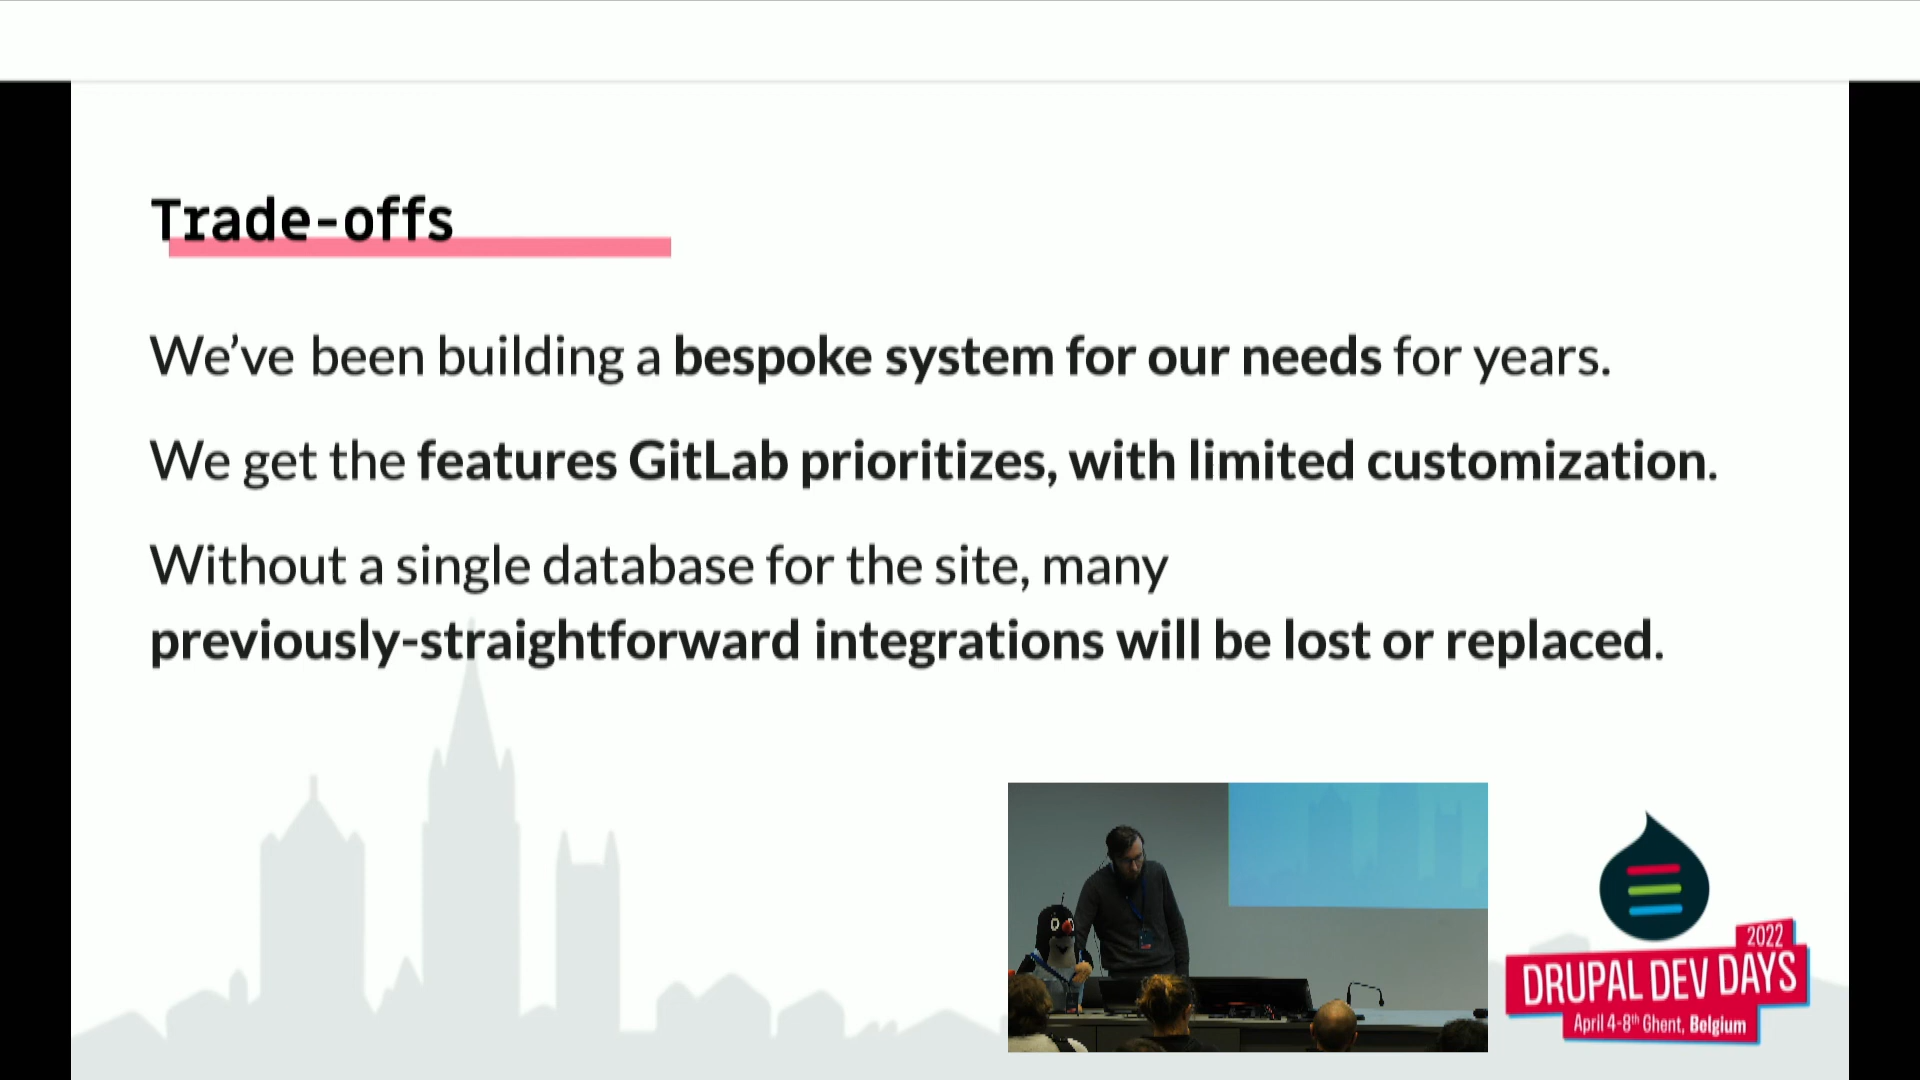 Trade-offs
We’ve been building a bespoke system for our needs for years.
We get the features GitLab prioritizes, with limited customization.
Without a single database for the site, many
previously-straightforward integrations will be lost or replaced.
2022
DRUPAL DEV DAYS
April 4-8th Ghent, Belgium